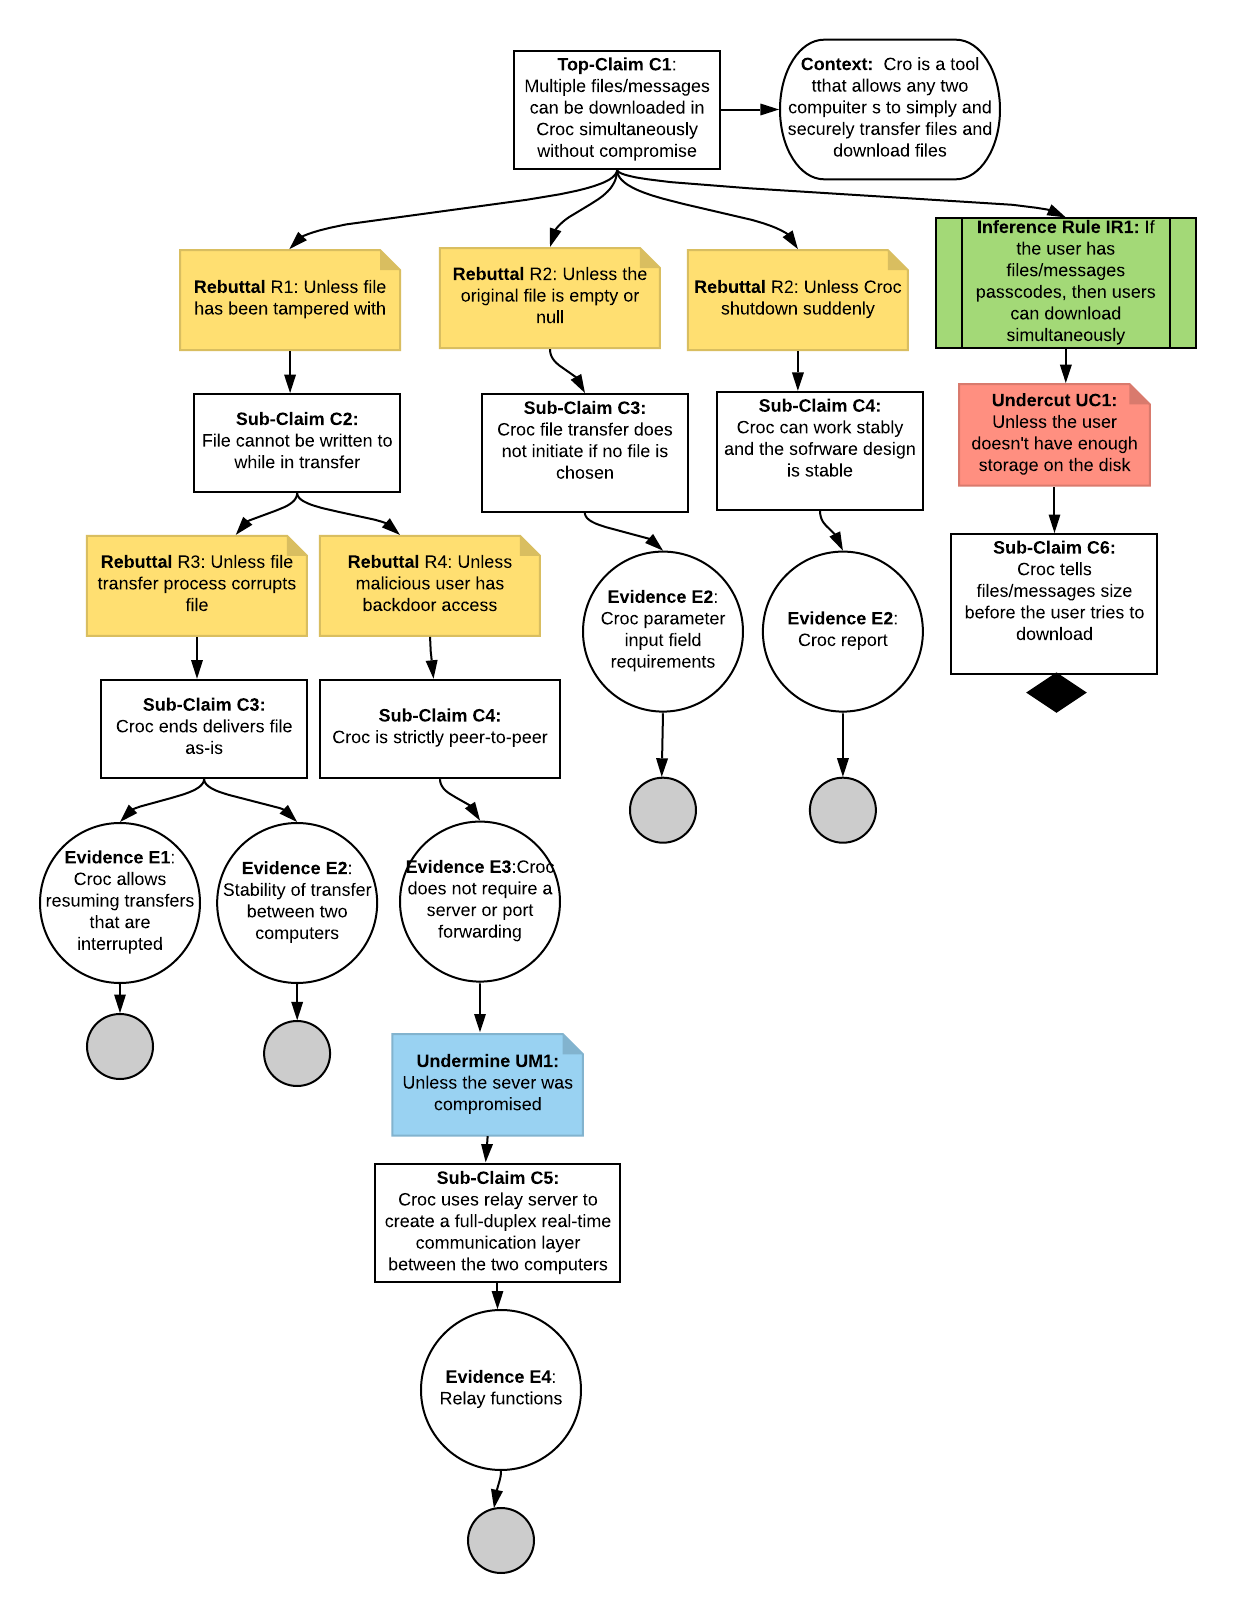 Top-Claim C1:
Multiple files/messages
can be downloaded in
Croc simultaneously
without compromise
Context:  Cro is a tool
tthat allows any two
compuiter s to simply and
securely transfer files and
download files
Rebuttal R1: Unless file
has been tampered with
Rebuttal R2: Unless the
original file is empty or
null
Rebuttal R2: Unless Croc
shutdown suddenly
Inference Rule IR1: If
the user has
files/messages
passcodes, then users
can download
simultaneously
Sub-Claim C2:
File cannot be written to
while in transfer
Sub-Claim C3:
Croc file transfer does
not initiate if no file is
chosen
Sub-Claim C4:
Croc can work stably
and the sofrware design
is stable
Undercut UC1:
Unless the user
doesn't have enough
storage on the disk
Rebuttal R3: Unless file
transfer process corrupts
file
Rebuttal R4: Unless
malicious user has
backdoor access
Evidence E2:
Croc parameter
input field
requirements
Evidence E2:
Croc report
Sub-Claim C6:
Croc tells
files/messages size
before the user tries to
download
Sub-Claim C3:
Croc ends delivers file
as-is
Sub-Claim C4:
Croc is strictly peer-to-peer
Evidence E1:
Croc allows
resuming transfers
that are
interrupted
Evidence E2:
Stability of transfer
between two
computers
Evidence E3:Croc
does not require a
server or port
forwarding
Undermine UM1:
Unless the sever was
compromised
Sub-Claim C5:
Croc uses relay server to
create a full-duplex real-time
communication layer
between the two computers
Evidence E4:
Relay functions